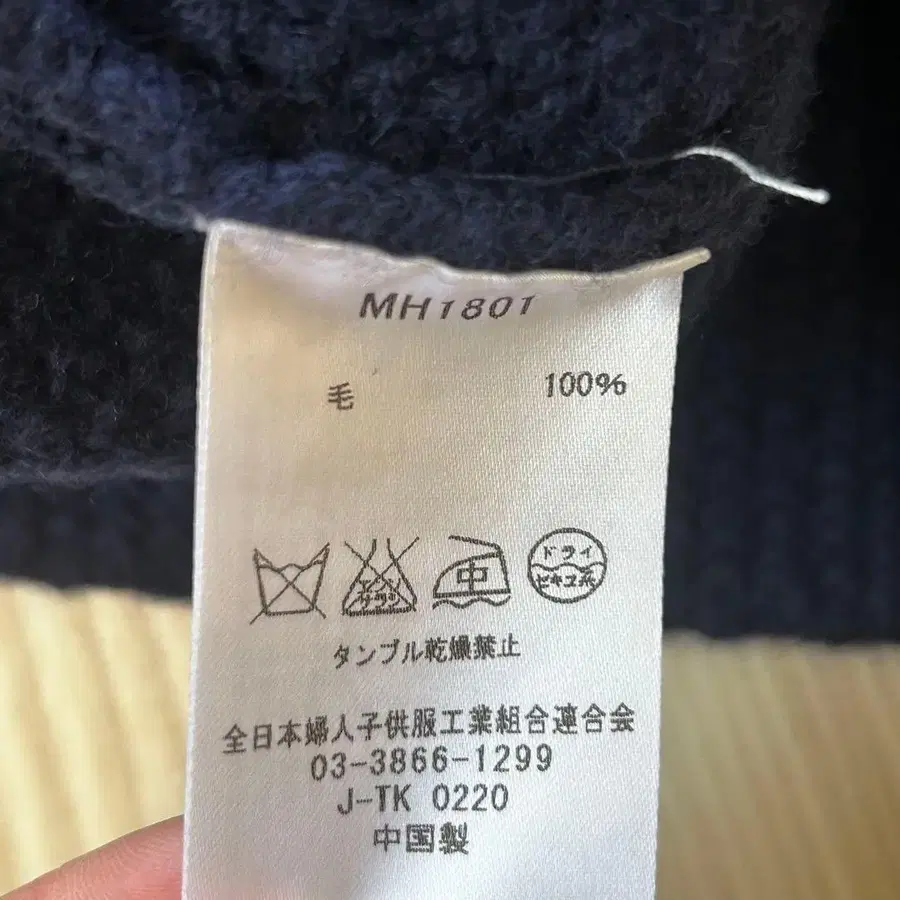 MH1801
毛 100%
中 ドライ
タンブル乾燥禁止
全日本婦人子供服工業組合連合会
03-3866-1299
J-TK 0220
中国製